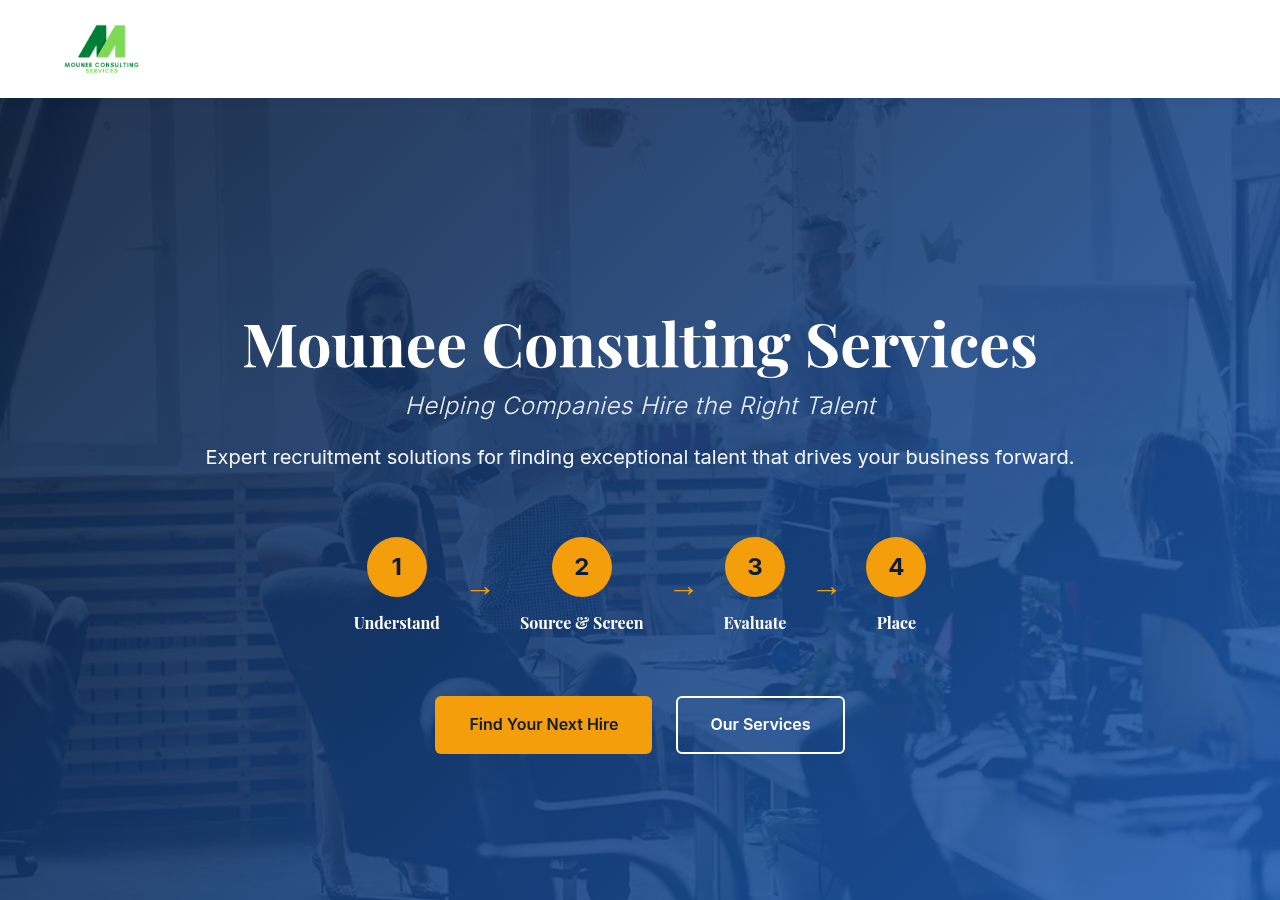 MOUNEE CONSULTING
SERVICES
Mounee Consulting Services
Helping Companies Hire the Right Talent
Expert recruitment solutions for finding exceptional talent that drives your business forward.
1 → 2 → 3 → 4
Understand Source & Screen Evaluate Place
Find Your Next Hire Our Services